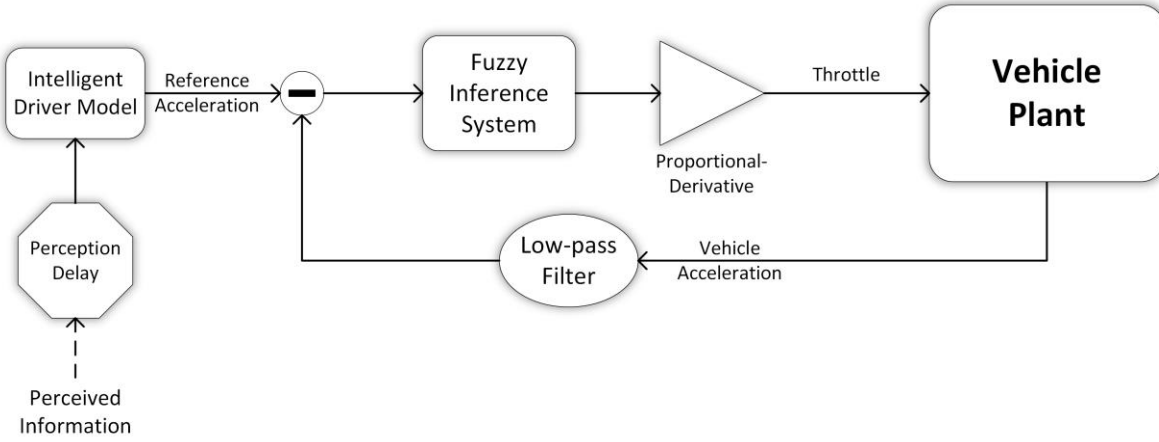 Intelligent
Driver Model
Reference
Acceleration
Fuzzy
Inference
System
Proportional-
Derivative
Throttle
Vehicle
Plant
Perception
Delay
Low-pass
Filter
Vehicle
Acceleration
Perceived
Information